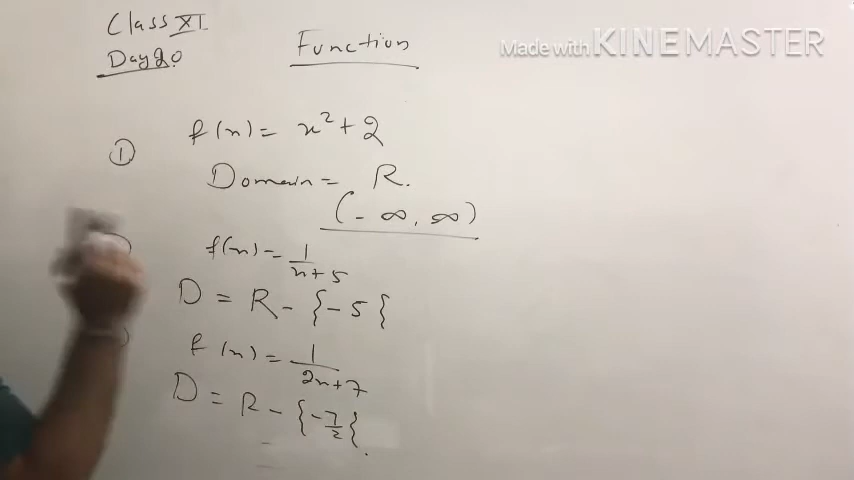 Class XI
Made with KINEMASTER
Day 20
Function
① f(x) = x² + 2
Domain = R.
(-∞, ∞)
f(x) = 1/(x+5)
D = R - {-5{
f(x) = 1/(2x+7)
D = R - {-7/2{.